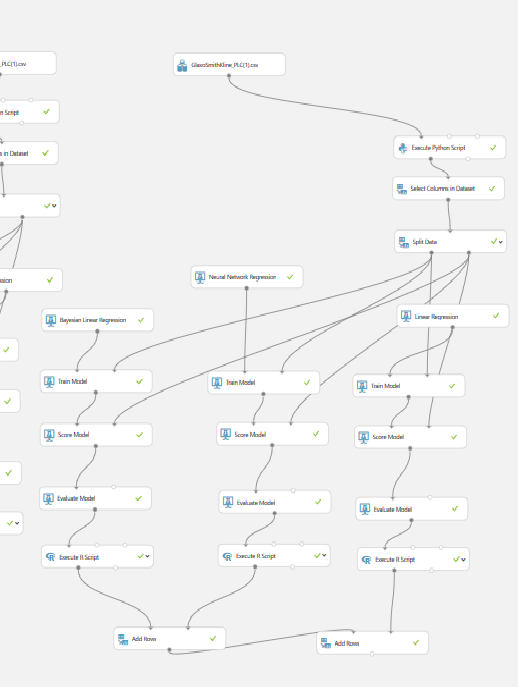 _PLC(1).csv
GlaxoSmithKline_PLC(1).csv
n Script
Execute Python Script
s in Dataset
Select Columns in Dataset
Split Data
ssion
Neural Network Regression
Bayesian Linear Regression
Linear Regression
Train Model
Train Model
Train Model
Score Model
Score Model
Score Model
Evaluate Model
Evaluate Model
Evaluate Model
Execute R Script
Execute R Script
Execute R Script
Add Rows
Add Rows